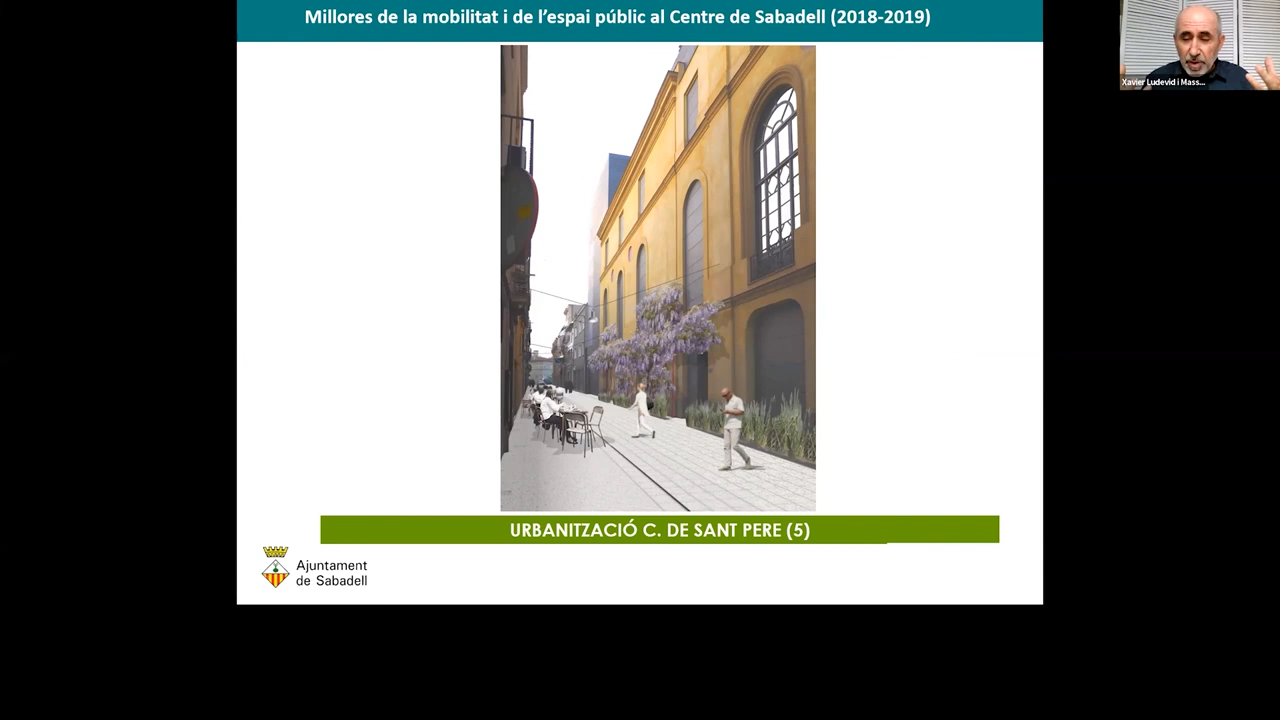 Millores de la mobilitat i de l’espai públic al Centre de Sabadell (2018-2019)
Xavier Ludevid i Mass...
URBANITZACIÓ C. DE SANT PERE (5)
Ajuntament
de Sabadell